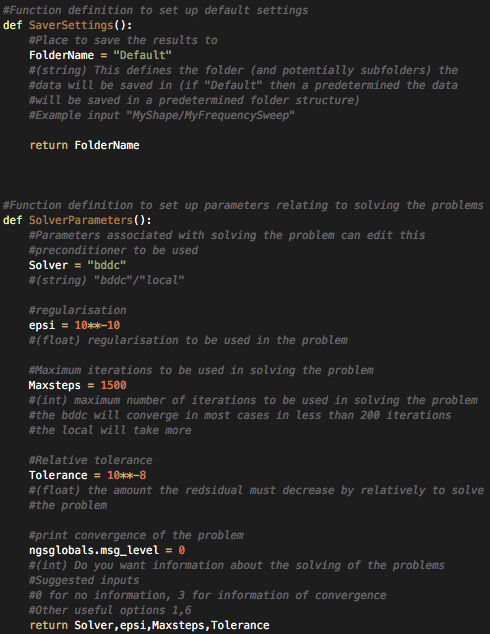 #Function definition to set up default settings
def SaverSettings():
    #Place to save the results to
    FolderName = "Default"
    #(string) This defines the folder (and potentially subfolders) the
    #data will be saved in (if "Default" then a predetermined the data
    #will be saved in a predetermined folder structure)
    #Example input "MyShape/MyFrequencySweep"

    return FolderName



#Function definition to set up parameters relating to solving the problems
def SolverParameters():
    #Parameters associated with solving the problem can edit this
    #preconditioner to be used
    Solver = "bddc"
    #(string) "bddc"/"local"

    #regularisation
    epsi = 10**-10
    #(float) regularisation to be used in the problem

    #Maximum iterations to be used in solving the problem
    Maxsteps = 1500
    #(int) maximum number of iterations to be used in solving the problem
    #the bddc will converge in most cases in less than 200 iterations
    #the local will take more

    #Relative tolerance
    Tolerance = 10**-8
    #(float) the amount the redsidual must decrease by relatively to solve
    #the problem

    #print convergence of the problem
    ngsglobals.msg_level = 0
    #(int) Do you want information about the solving of the problems
    #Suggested inputs
    #0 for no information, 3 for information of convergence
    #Other useful options 1,6
    return Solver,epsi,Maxsteps,Tolerance